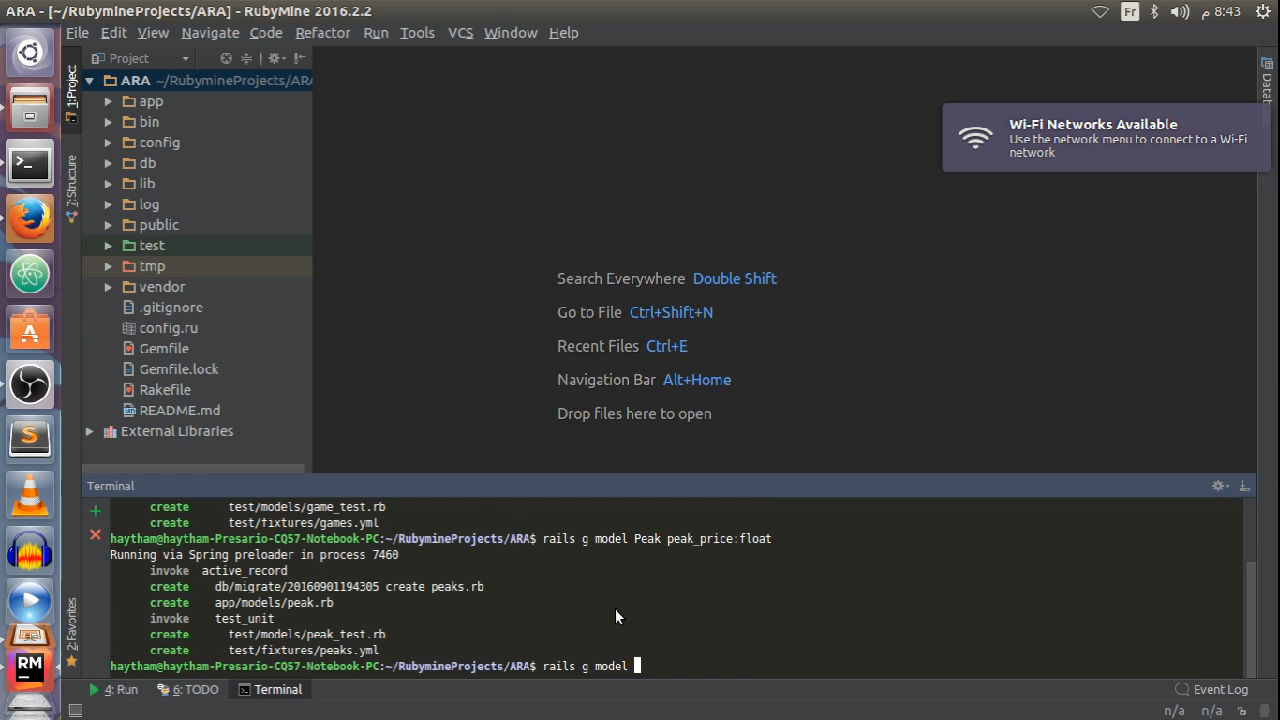 ARA - [~/RubymineProjects/ARA] - RubyMine 2016.2.2
Fr
8:43 م
File Edit View Navigate Code Refactor Run Tools VCS Window Help
Project
1: Project
7: Structure
2: Favorites
ARA ~/RubymineProjects/ARA
app
bin
config
db
lib
log
public
test
tmp
vendor
.gitignore
config.ru
Gemfile
Gemfile.lock
Rakefile
README.md
External Libraries
Wi-Fi Networks Available
Use the network menu to connect to a Wi-Fi
network
Search Everywhere Double Shift
Go to File Ctrl+Shift+N
Recent Files Ctrl+E
Navigation Bar Alt+Home
Drop files here to open
Terminal
create test/models/game_test.rb
create test/fixtures/games.yml
haytham@haytham-Presario-CQ57-Notebook-PC:~/RubymineProjects/ARA$ rails g model Peak peak_price:float
Running via Spring preloader in process 7460
invoke active_record
create db/migrate/20160901194305_create_peaks.rb
create app/models/peak.rb
invoke test_unit
create test/models/peak_test.rb
create test/fixtures/peaks.yml
haytham@haytham-Presario-CQ57-Notebook-PC:~/RubymineProjects/ARA$ rails g model
4: Run 6: TODO Terminal Event Log
n/a n/a
RM